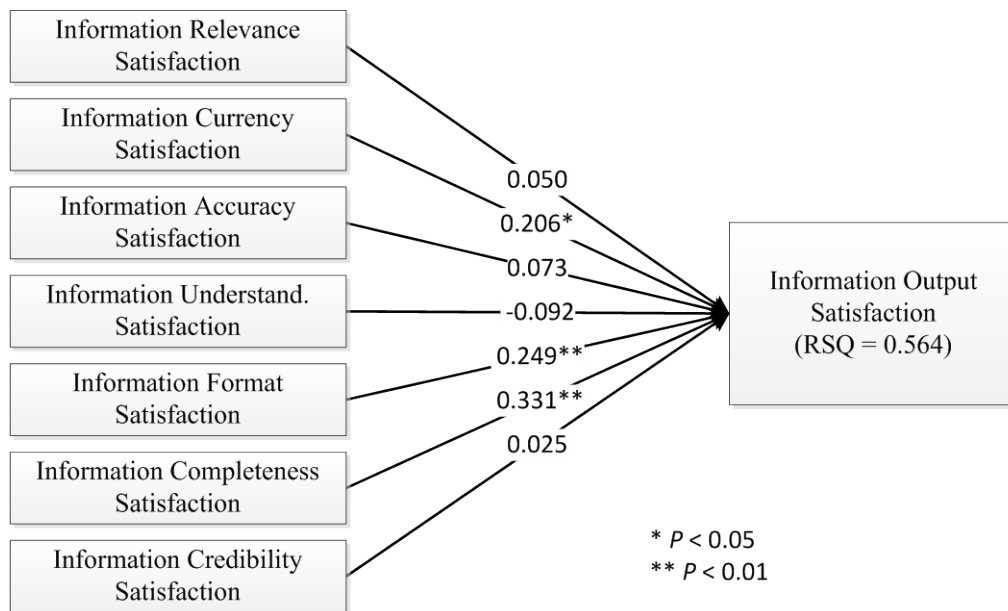 Information Relevance
Satisfaction
Information Currency
Satisfaction
Information Accuracy
Satisfaction
Information Understand.
Satisfaction
Information Format
Satisfaction
Information Completeness
Satisfaction
Information Credibility
Satisfaction
0.050
0.206*
0.073
-0.092
0.249**
0.331**
0.025
Information Output
Satisfaction
(RSQ = 0.564)
* P < 0.05
** P < 0.01